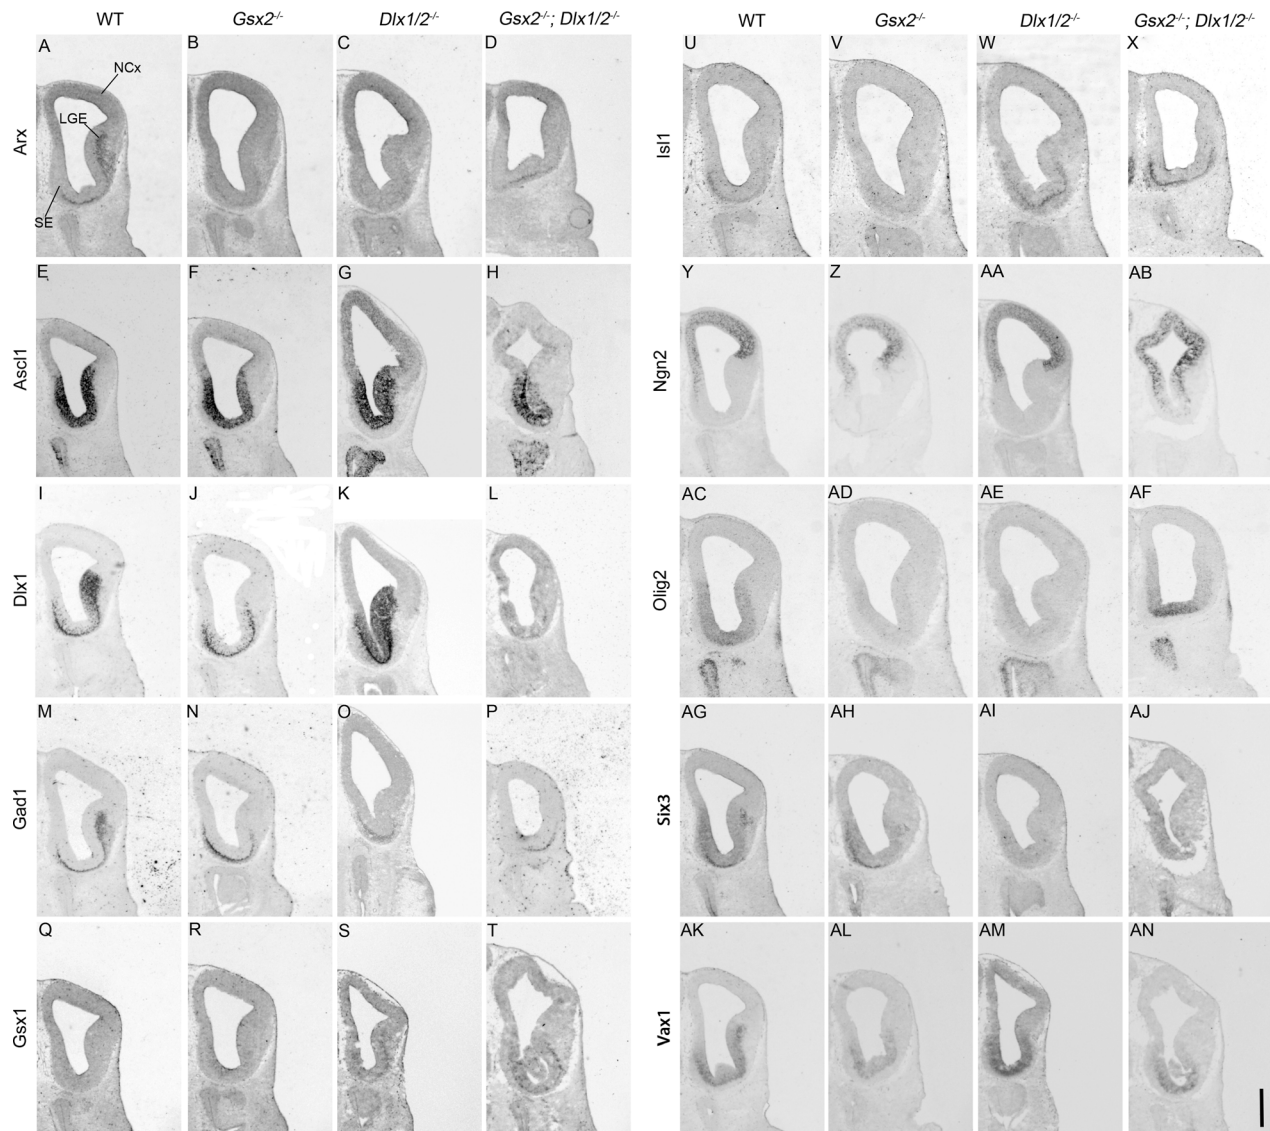 WT Gsx2-/- Dlx1/2-/- Gsx2-/-; Dlx1/2-/- WT Gsx2-/- Dlx1/2-/- Gsx2-/-; Dlx1/2-/-
A B C D U V W X
NCx
LGE
SE
Arx
Isl1
E F G H Y Z AA AB
Ascl1
Ngn2
I J K L AC AD AE AF
Dlx1
Olig2
M N O P AG AH AI AJ
Gad1
Six3
Q R S T AK AL AM AN
Gsx1
Vax1